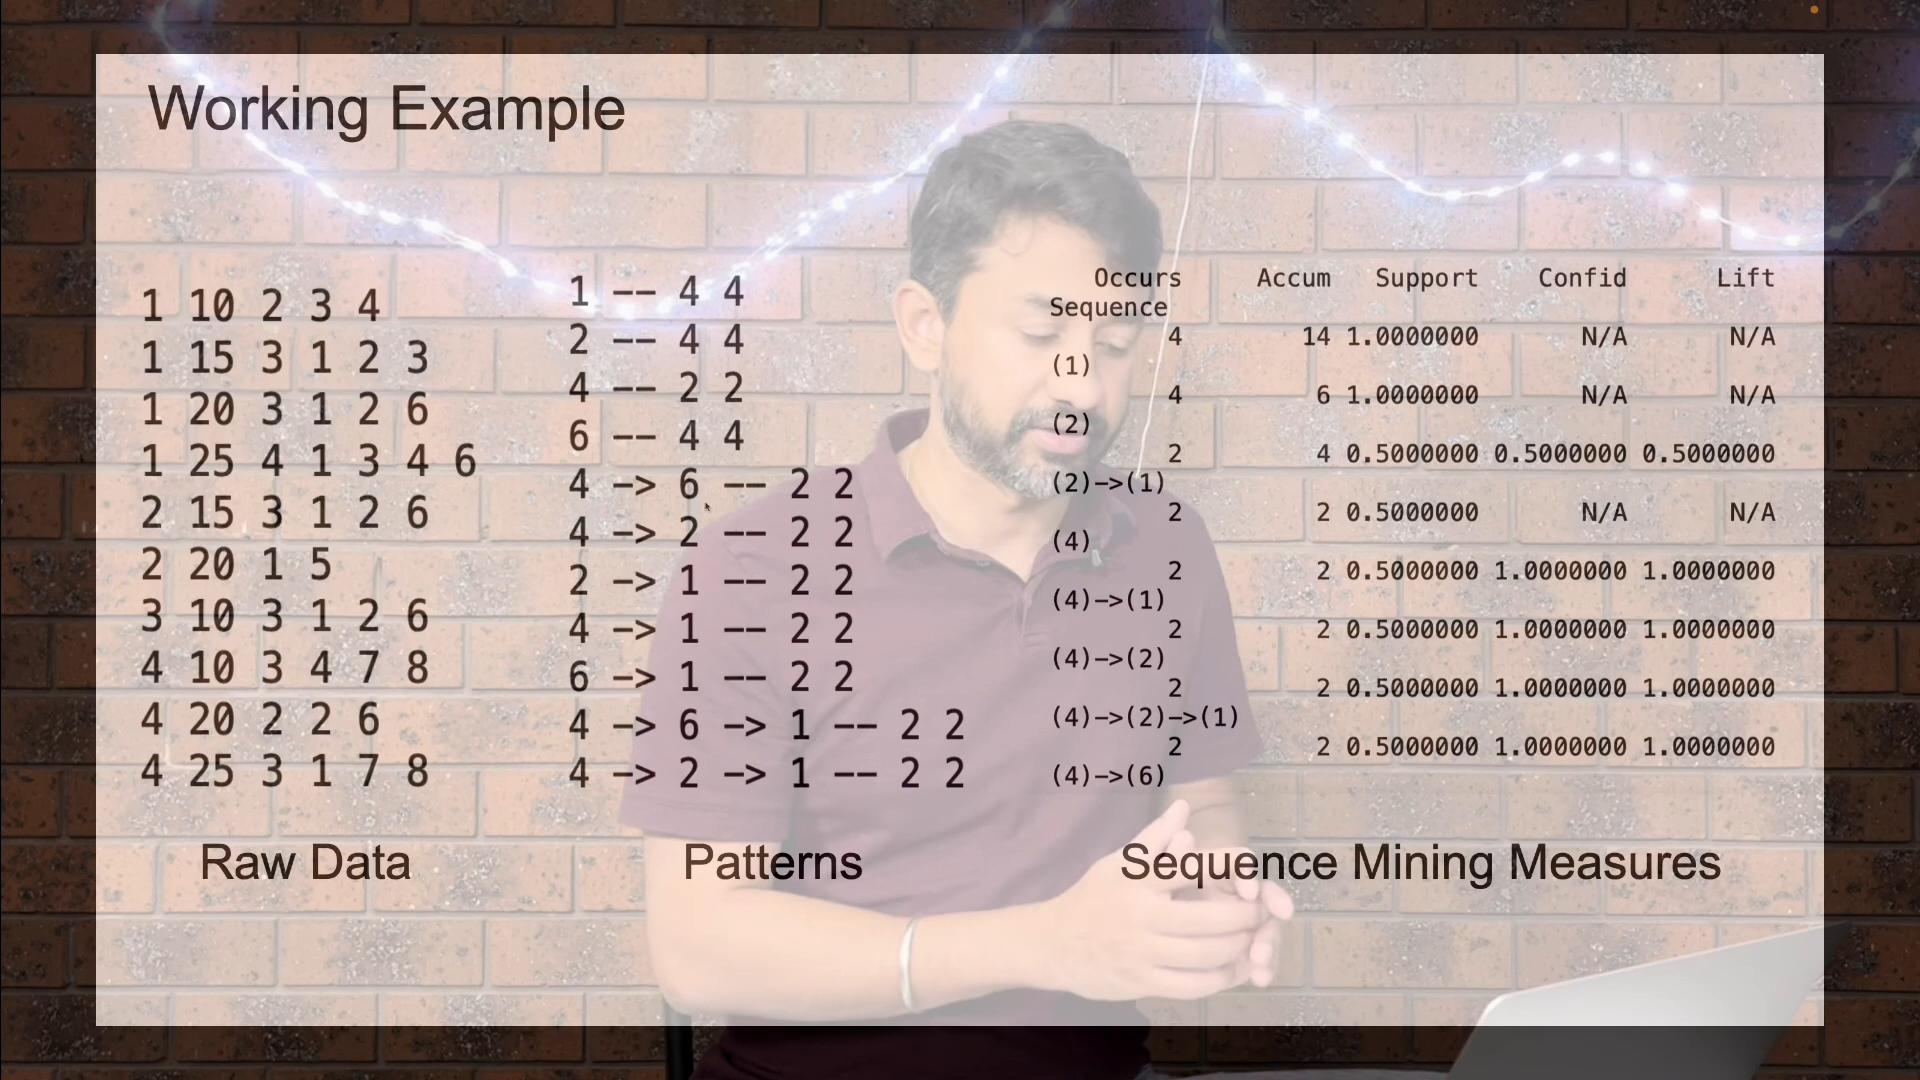 Working Example
1 10 2 3 4
1 15 3 1 2 3
1 20 3 1 2 6
1 25 4 1 3 4 6
2 15 3 1 2 6
2 20 1 5
3 10 3 1 2 6
4 10 3 4 7 8
4 20 2 2 6
4 25 3 1 7 8
Raw Data
1 -- 4 4
2 -- 4 4
4 -- 2 2
6 -- 4 4
4 -> 6 -- 2 2
4 -> 2 -- 2 2
2 -> 1 -- 2 2
4 -> 1 -- 2 2
6 -> 1 -- 2 2
4 -> 6 -> 1 -- 2 2
4 -> 2 -> 1 -- 2 2
Patterns
Occurs Accum Support Confid Lift
Sequence
4 14 1.0000000 N/A N/A
(1)
4 6 1.0000000 N/A N/A
(2)
2 4 0.5000000 0.5000000 0.5000000
(2)->(1)
2 2 0.5000000 N/A N/A
(4)
2 2 0.5000000 1.0000000 1.0000000
(4)->(1)
2 2 0.5000000 1.0000000 1.0000000
(4)->(2)
2 2 0.5000000 1.0000000 1.0000000
(4)->(2)->(1)
2 2 0.5000000 1.0000000 1.0000000
(4)->(6)
Sequence Mining Measures